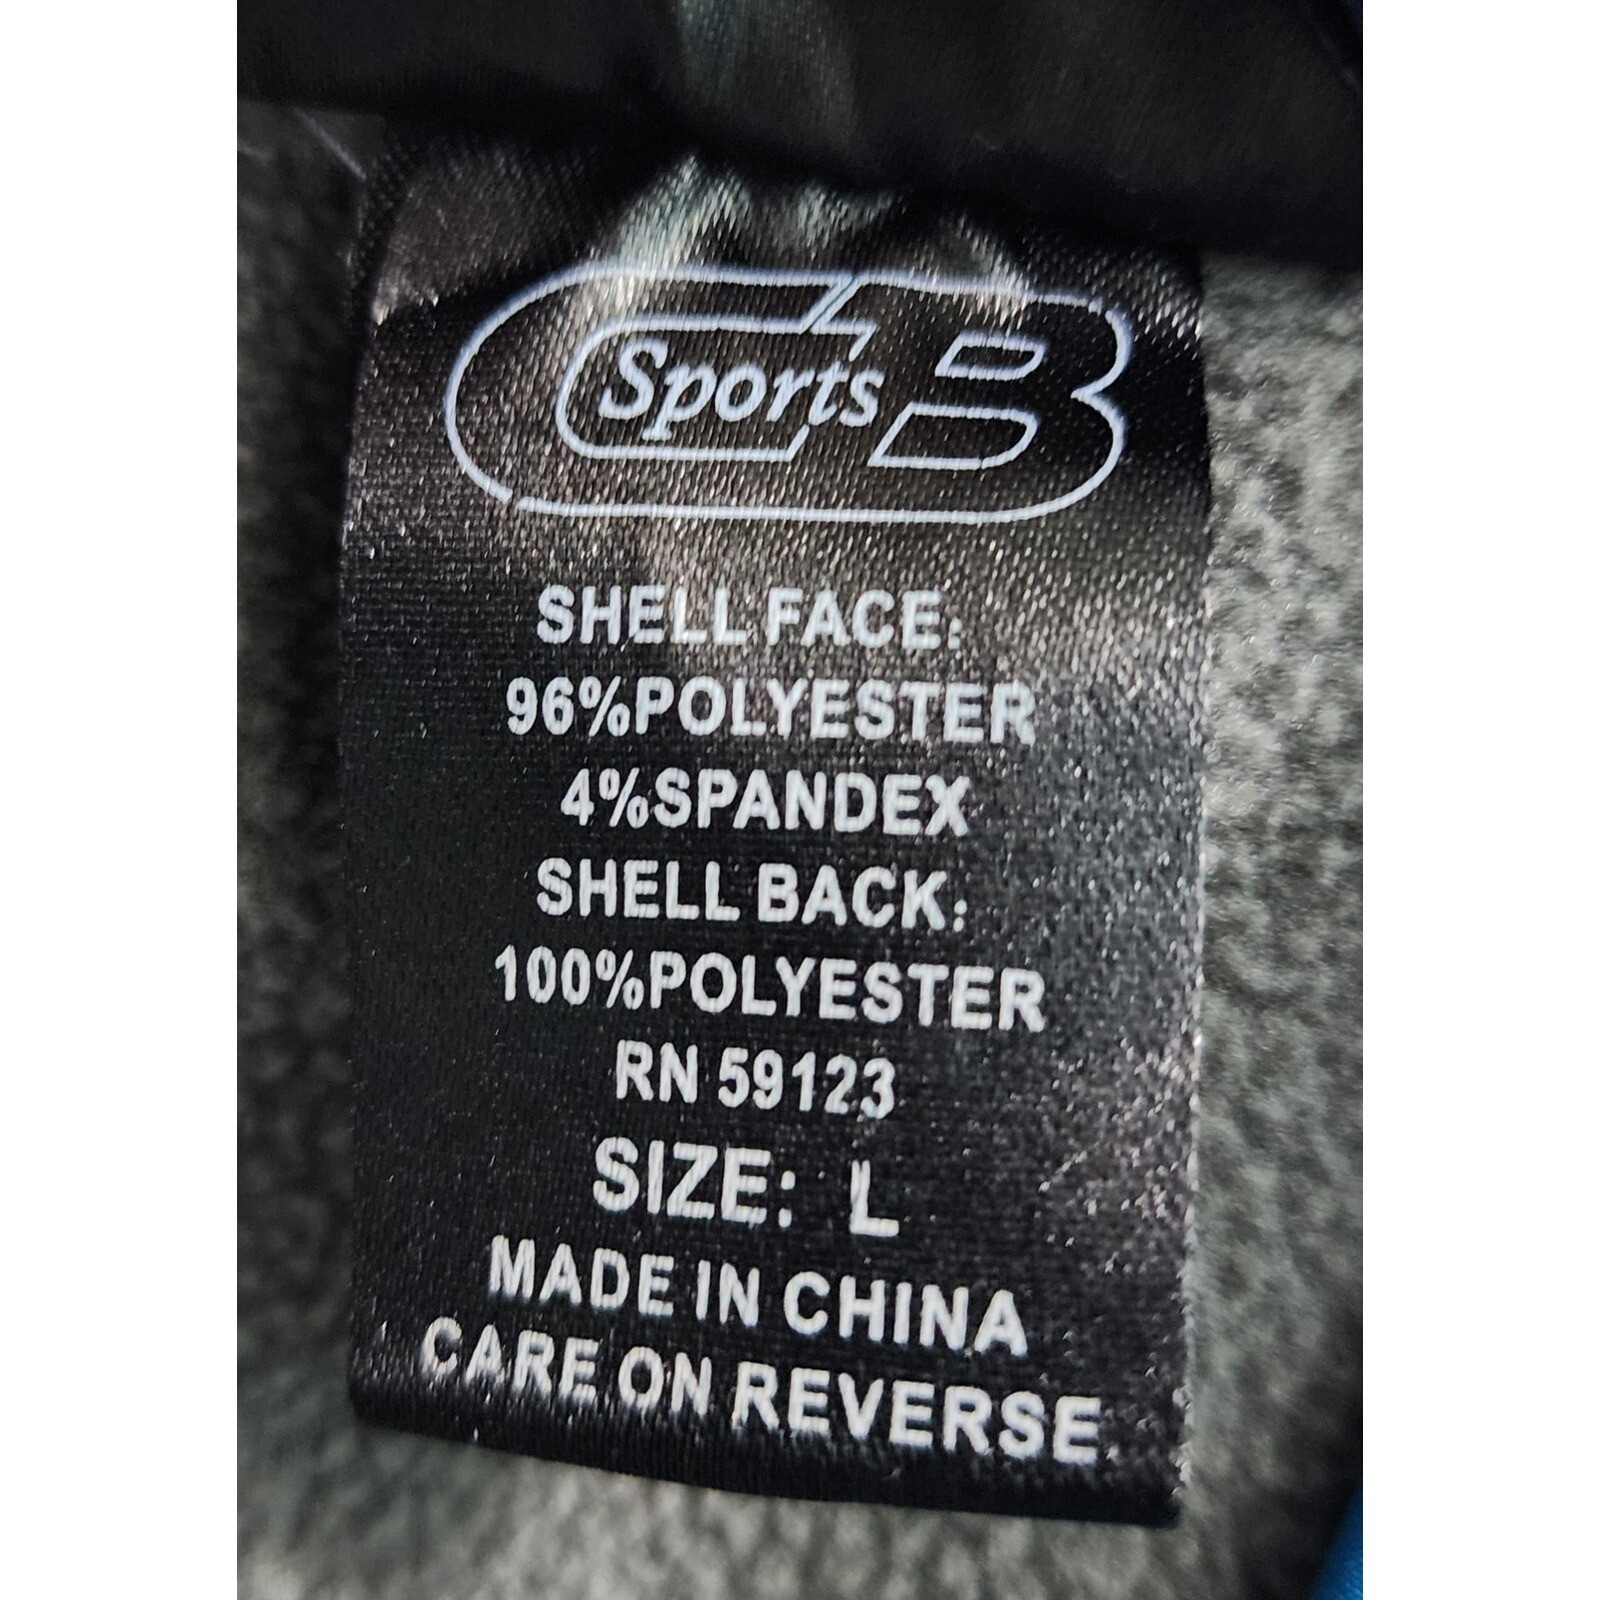 CB
Sports
SHELL FACE:
96%POLYESTER
4%SPANDEX
SHELL BACK:
100%POLYESTER
RN 59123
SIZE: L
MADE IN CHINA
CARE ON REVERSE